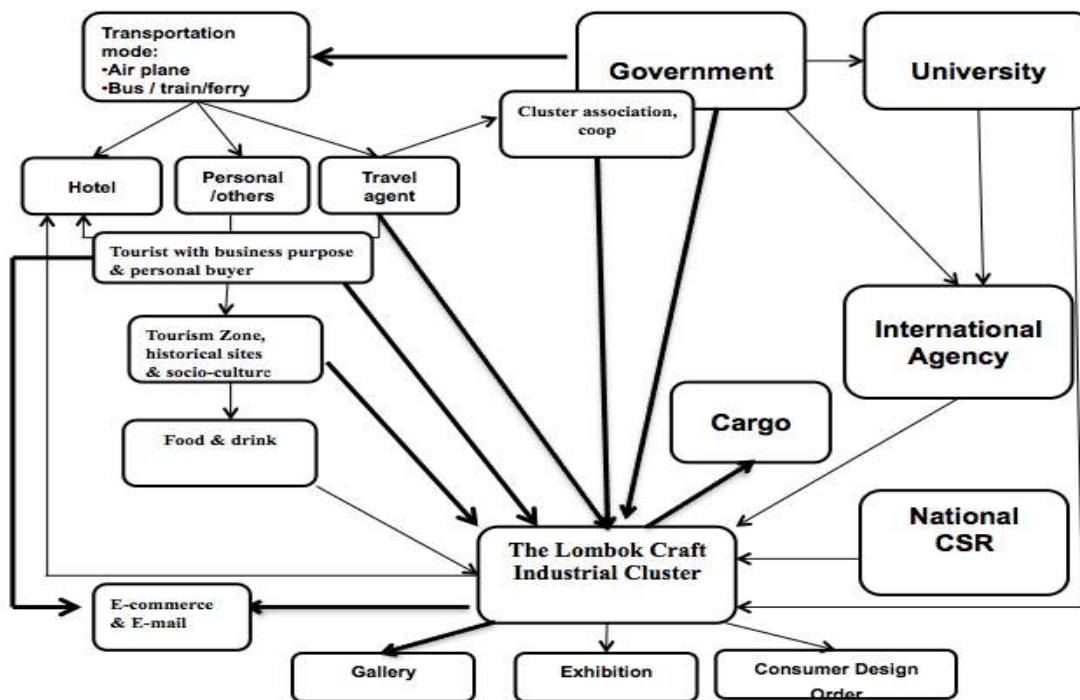 Transportation
mode:
•Air plane
•Bus / train/ferry
Government
University
Cluster association,
coop
Hotel
Personal
/others
Travel
agent
Tourist with business purpose
& personal buyer
Tourism Zone,
historical sites
& socio-culture
International
Agency
Cargo
Food & drink
National
CSR
The Lombok Craft
Industrial Cluster
E-commerce
& E-mail
Gallery
Exhibition
Consumer Design
Order